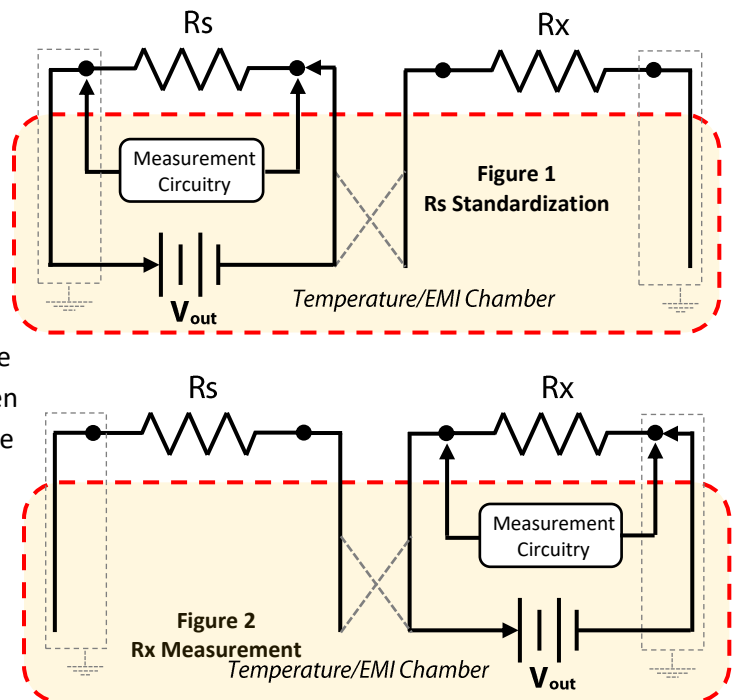 Rs
Rx
Measurement
Circuitry
Figure 1
Rs Standardization
Temperature/EMI Chamber
Vout
e
en
e
Rs
Rx
Measurement
Circuitry
Figure 2
Rx Measurement
Temperature/EMI Chamber
Vout